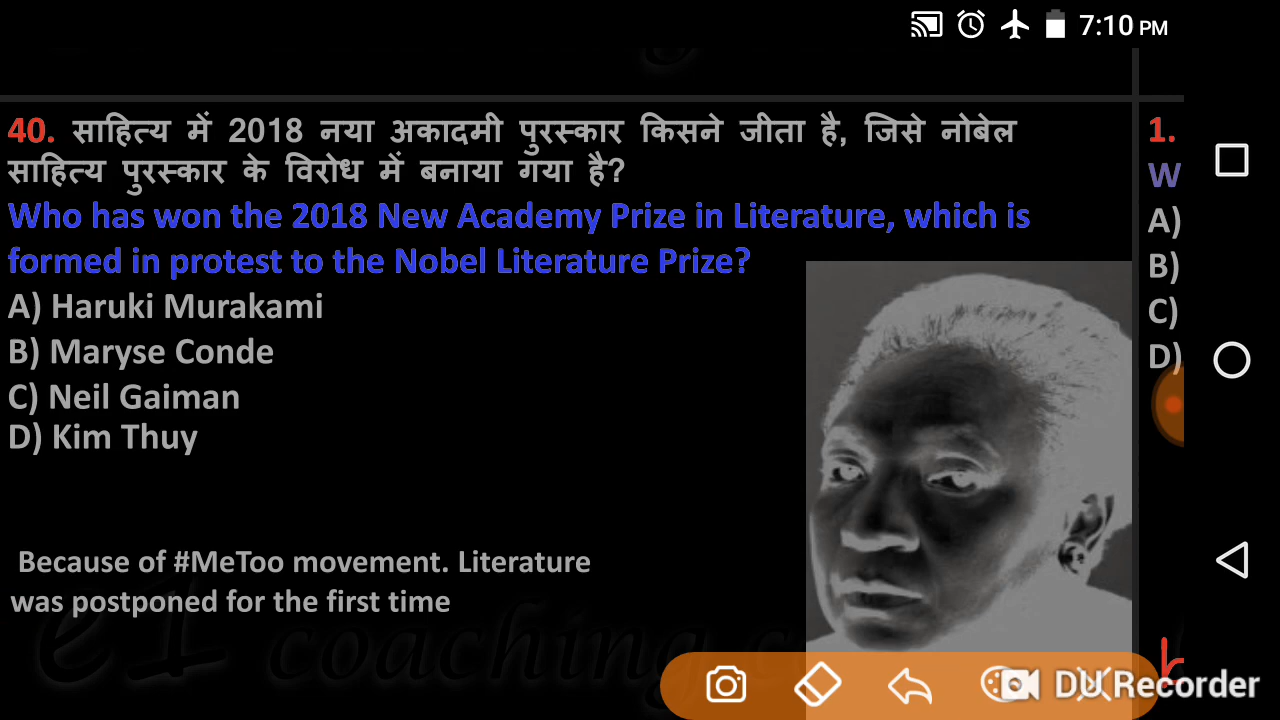 7:10 PM
40. साहित्य में 2018 नया अकादमी पुरस्कार किसने जीता है, जिसे नोबेल
साहित्य पुरस्कार के विरोध में बनाया गया है?
Who has won the 2018 New Academy Prize in Literature, which is
formed in protest to the Nobel Literature Prize?
A) Haruki Murakami
B) Maryse Conde
C) Neil Gaiman
D) Kim Thuy
Because of #MeToo movement. Literature
was postponed for the first time
e1 coaching c
1.
W
A)
B)
C)
D)
DU Recorder